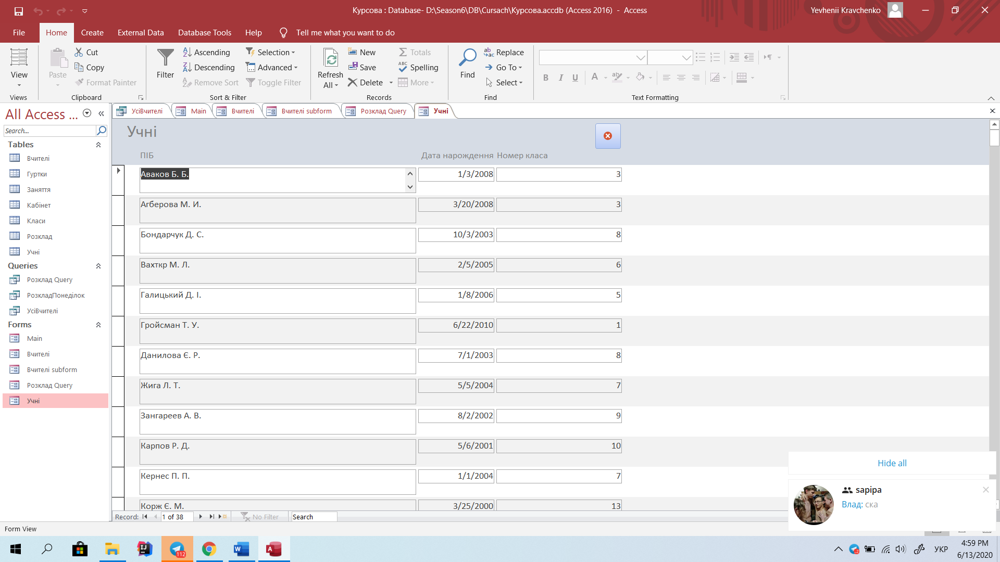 Курсова : Database- D:\Season6\DB\Cursach\Курсова.accdb (Access 2016) - Access
Yevhenii Kravchenko
File Home Create External Data Database Tools Help Tell me what you want to do
View
Views
Paste
Cut
Copy
Format Painter
Clipboard
Filter
Ascending
Descending
Remove Sort
Selection
Advanced
Toggle Filter
Sort & Filter
Refresh All
New
Save
Delete
Totals
Spelling
More
Records
Find
Replace
Go To
Select
Find
B I U A
Text Formatting
All Access ...
Search...
Tables
Вчителі
Гуртки
Заняття
Кабінет
Класи
Розклад
Учні
Queries
Розклад Query
РозкладПонеділок
УсіВчителі
Forms
Main
Вчителі
Вчителі subform
Розклад Query
Учні
УсіВчителі Main Вчителі Вчителі subform Розклад Query Учні
Учні
ПІБ Дата народження Номер класа
Аваков Б. Б. 1/3/2008 3
Агберова М. И. 3/20/2008 3
Бондарчук Д. С. 10/3/2003 8
Вахткр М. Л. 2/5/2005 6
Галицький Д. І. 1/8/2006 5
Гройсман Т. У. 6/22/2010 1
Данилова Є. Р. 7/1/2003 8
Жига Л. Т. 5/5/2004 7
Зангареев А. В. 8/2/2002 9
Карпов Р. Д. 5/6/2001 10
Кернес П. П. 1/1/2004 7
Корж Є. М. 3/25/2000 13
Record: 1 of 38 No Filter Search
Hide all
sapipa
Влад: ска
Form View
112
УКР
4:59 PM
6/13/2020